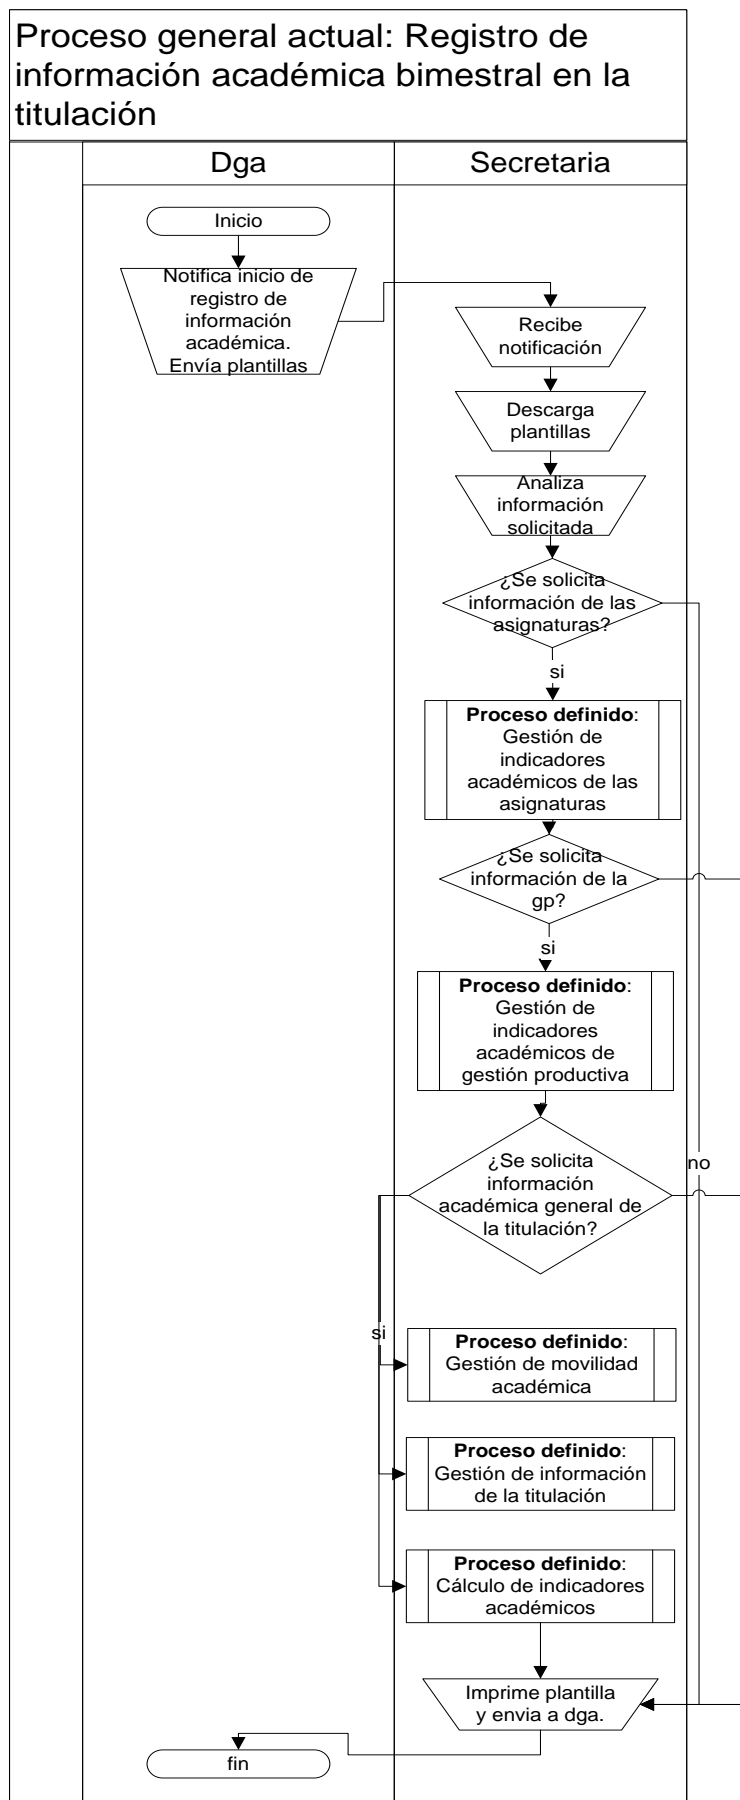 Proceso general actual: Registro de
información académica bimestral en la
titulación
Dga
Secretaria
Inicio
Notifica inicio de
registro de
información
académica.
Envía plantillas
Recibe
notificación
Descarga
plantillas
Analiza
información
solicitada
¿Se solicita
información de las
asignaturas?
si
Proceso definido:
Gestión de
indicadores
académicos de las
asignaturas
¿Se solicita
información de la
gp?
si
Proceso definido:
Gestión de
indicadores
académicos de
gestión productiva
¿Se solicita
información
académica general de
la titulación?
no
si
Proceso definido:
Gestión de movilidad
académica
Proceso definido:
Gestión de información
de la titulación
Proceso definido:
Cálculo de indicadores
académicos
Imprime plantilla
y envia a dga.
fin